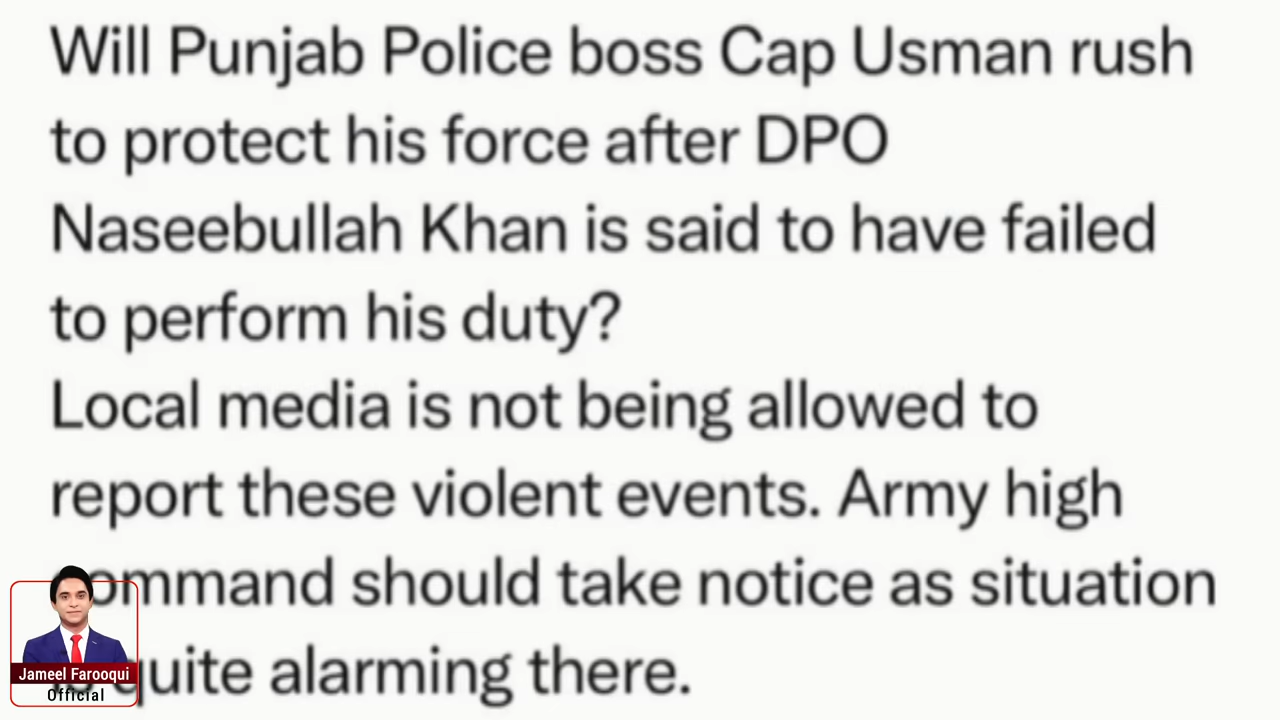 Will Punjab Police boss Cap Usman rush
to protect his force after DPO
Naseebullah Khan is said to have failed
to perform his duty?
Local media is not being allowed to
report these violent events. Army high
command should take notice as situation
is quite alarming there.
Jameel Farooqui
Official